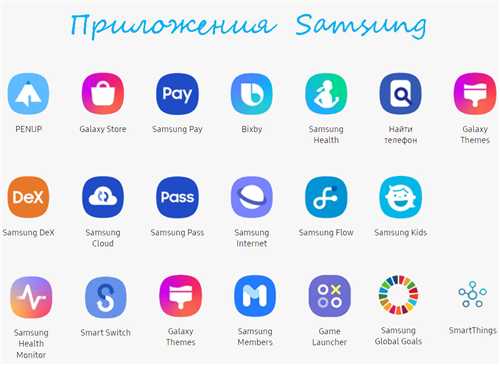 Приложения Samsung
Pay
PENUP
Galaxy Store
Samsung Pay
Bixby
Samsung
Health
Найти
телефон
Galaxy
Themes
DeX
Pass
Samsung DeX
Samsung
Cloud
Samsung Pass
Samsung
Internet
Samsung Flow
Samsung Kids
Samsung
Health
Monitor
Smart Switch
Galaxy
Themes
Samsung
Members
Game
Launcher
Samsung
Global Goals
SmartThings